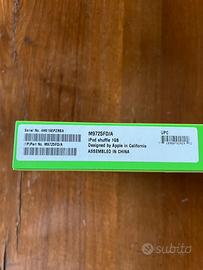 Serial No.
M9725FD/A
UPC
iPod shuffle 1GB
Designed by Apple in California
(1P)Part No. M9725FD/A
ASSEMBLED IN CHINA
subito